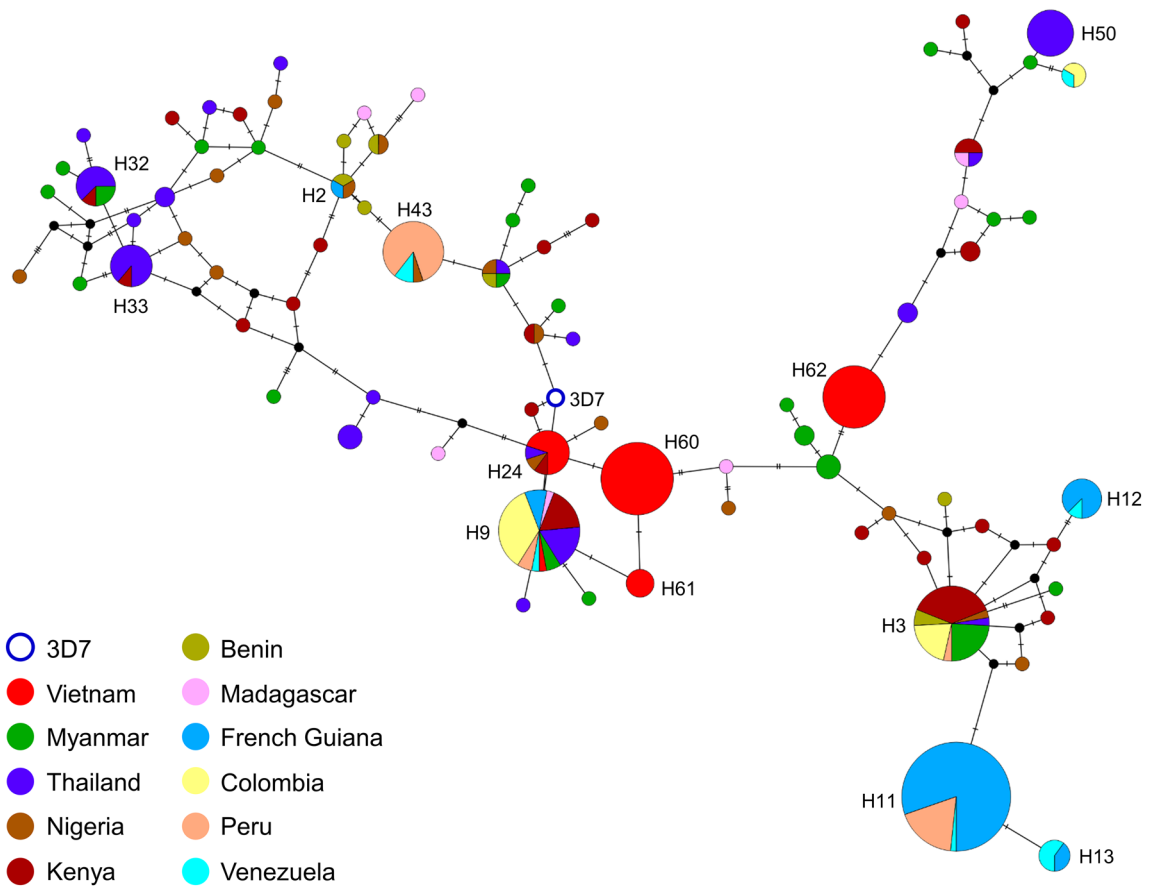 H50
H32
H2
H43
H33
H62
3D7
H60
H24
H12
H9
H61
H3
3D7
Benin
Vietnam
Madagascar
Myanmar
French Guiana
Thailand
Colombia
Nigeria
Peru
H11
Kenya
Venezuela
H13